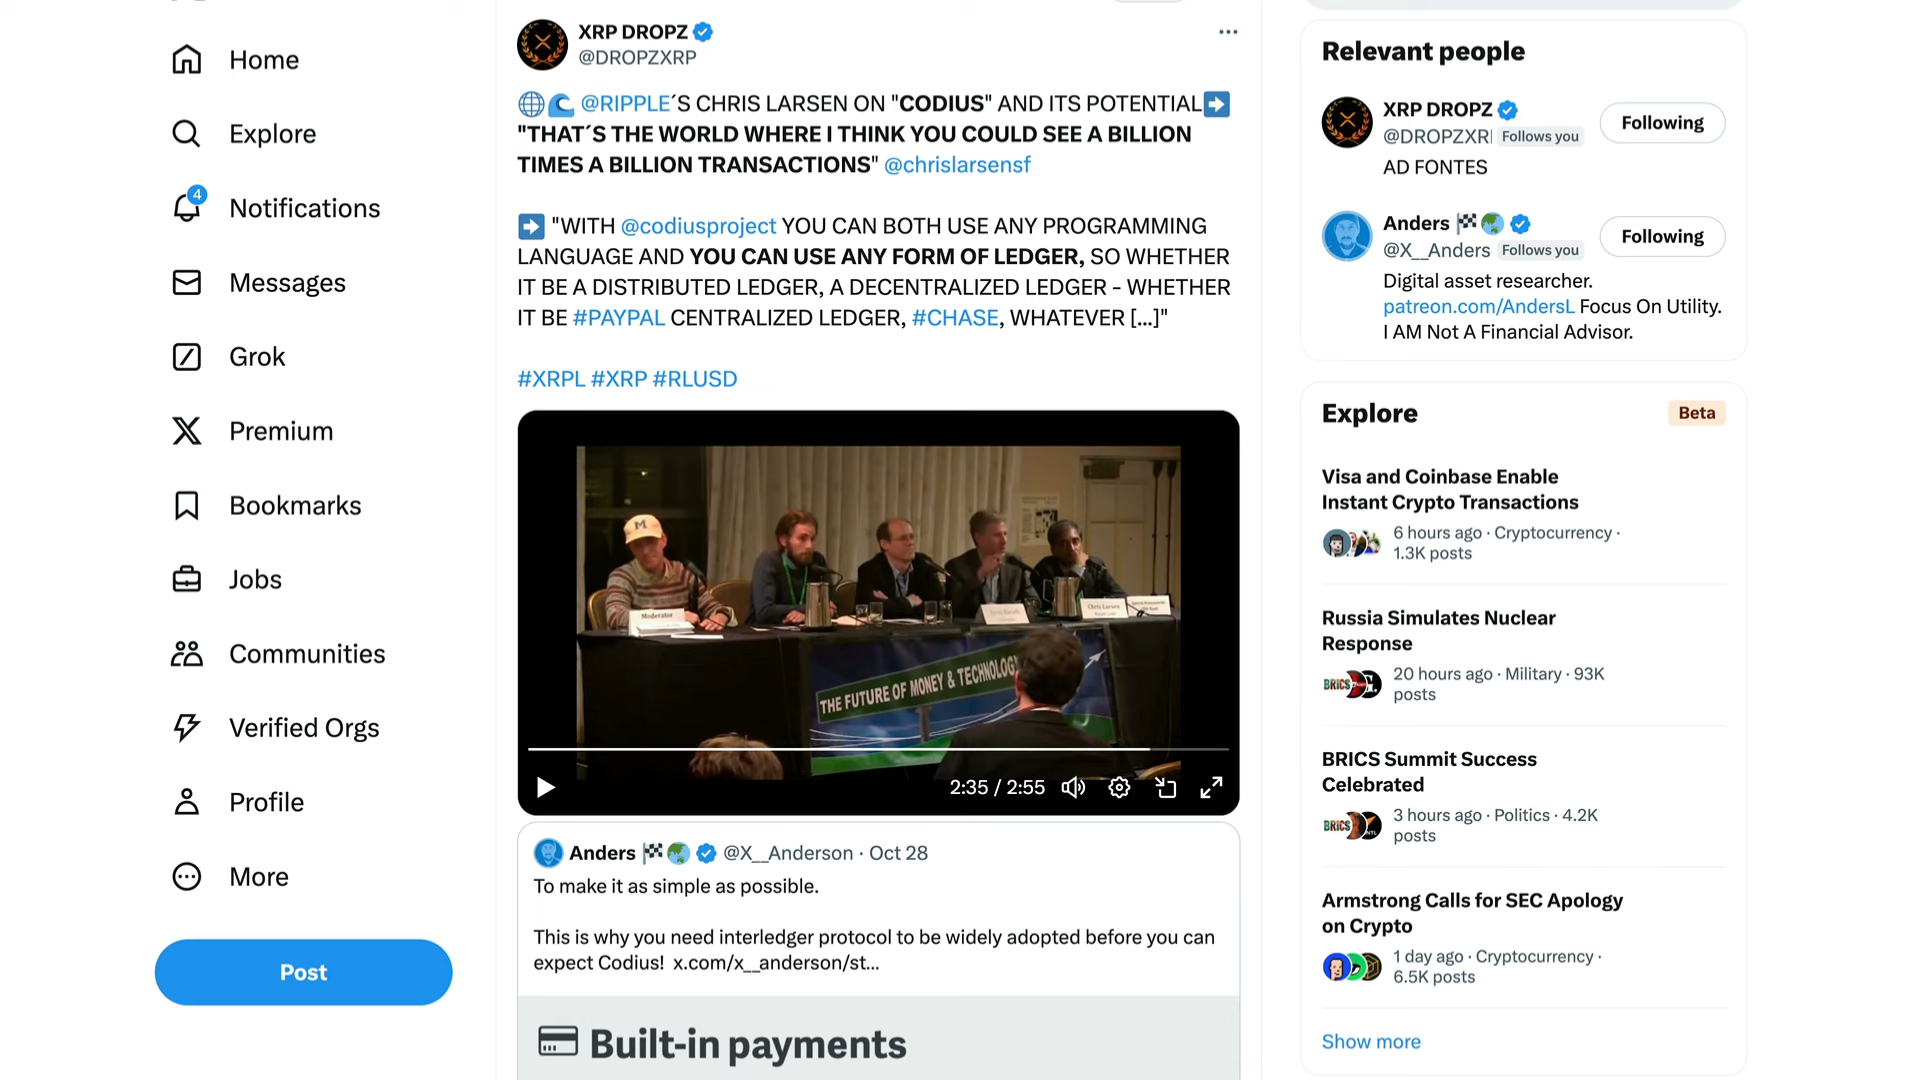 Home
Explore
4
Notifications
Messages
Grok
Premium
Bookmarks
Jobs
Communities
Verified Orgs
Profile
More
Post
XRP DROPZ
@DROPZXRP
@RIPPLE´S CHRIS LARSEN ON "CODIUS" AND ITS POTENTIAL
"THAT´S THE WORLD WHERE I THINK YOU COULD SEE A BILLION
TIMES A BILLION TRANSACTIONS" @chrislarsensf
"WITH @codiusproject YOU CAN BOTH USE ANY PROGRAMMING
LANGUAGE AND YOU CAN USE ANY FORM OF LEDGER, SO WHETHER
IT BE A DISTRIBUTED LEDGER, A DECENTRALIZED LEDGER - WHETHER
IT BE #PAYPAL CENTRALIZED LEDGER, #CHASE, WHATEVER [...]"
#XRPL #XRP #RLUSD
M
Moderator
Chris Larsen
THE FUTURE OF MONEY & TECHNOLOGY
2:35 / 2:55
Anders @X__Anderson · Oct 28
To make it as simple as possible.
This is why you need interledger protocol to be widely adopted before you can
expect Codius! x.com/x__anderson/st...
Built-in payments
Relevant people
XRP DROPZ
@DROPZXRI Follows you
Following
AD FONTES
Anders
@X__Anders Follows you
Following
Digital asset researcher.
patreon.com/AndersL Focus On Utility.
I AM Not A Financial Advisor.
Explore
Beta
Visa and Coinbase Enable
Instant Crypto Transactions
6 hours ago · Cryptocurrency ·
1.3K posts
Russia Simulates Nuclear
Response
BRICS
20 hours ago · Military · 93K
posts
BRICS Summit Success
Celebrated
BRICS
3 hours ago · Politics · 4.2K
posts
Armstrong Calls for SEC Apology
on Crypto
1 day ago · Cryptocurrency ·
6.5K posts
Show more